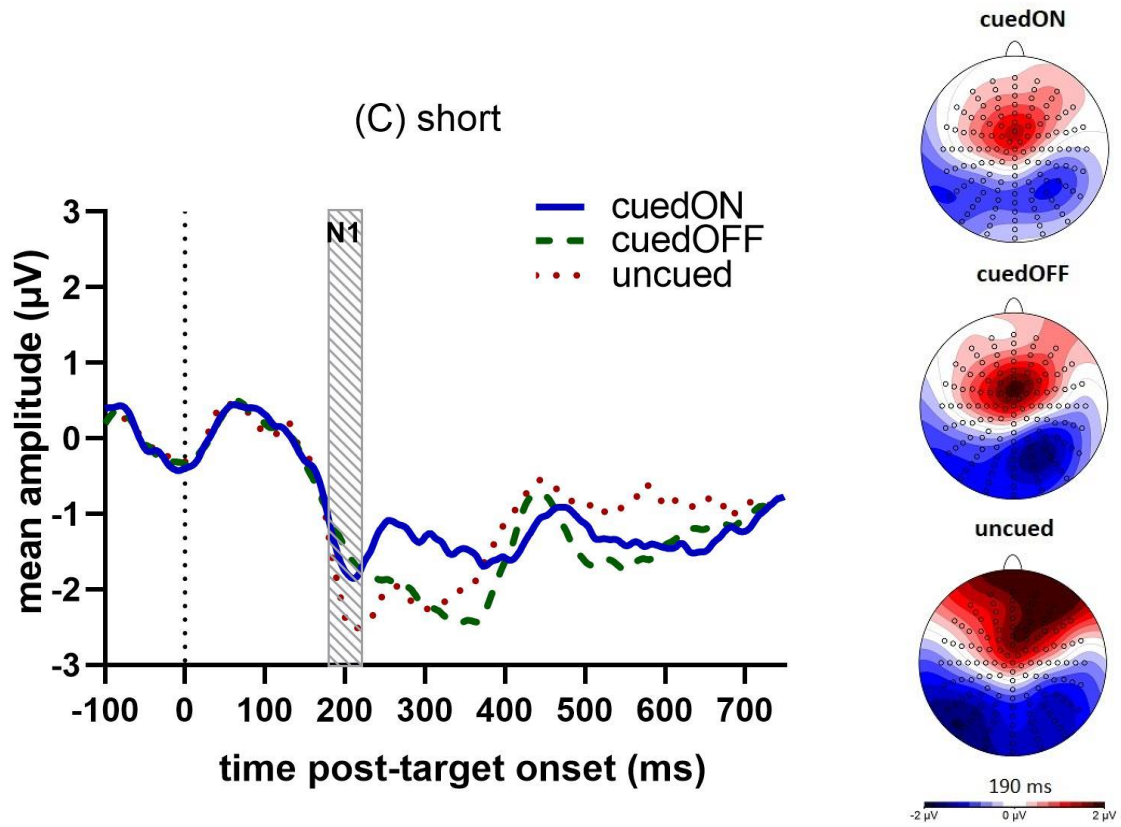 (C) short
cuedON
cuedOFF
uncued
N1
3
2
1
0
-1
-2
-3
mean amplitude (µV)
-100 0 100 200 300 400 500 600 700
time post-target onset (ms)
cuedON
cuedOFF
uncued
190 ms
-2 µV 0 µV 2 µV